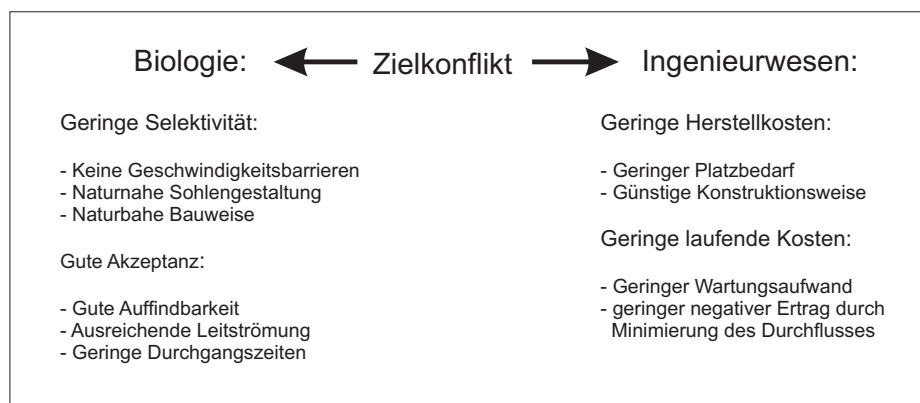 Biologie: Zielkonflikt Ingenieurwesen:
Geringe Selektivität:
- Keine Geschwindigkeitsbarrieren
- Naturnahe Sohlengestaltung
- Naturbahe Bauweise
Gute Akzeptanz:
- Gute Auffindbarkeit
- Ausreichende Leitströmung
- Geringe Durchgangszeiten
Geringe Herstellkosten:
- Geringer Platzbedarf
- Günstige Konstruktionsweise
Geringe laufende Kosten:
- Geringer Wartungsaufwand
- geringer negativer Ertrag durch
Minimierung des Durchflusses